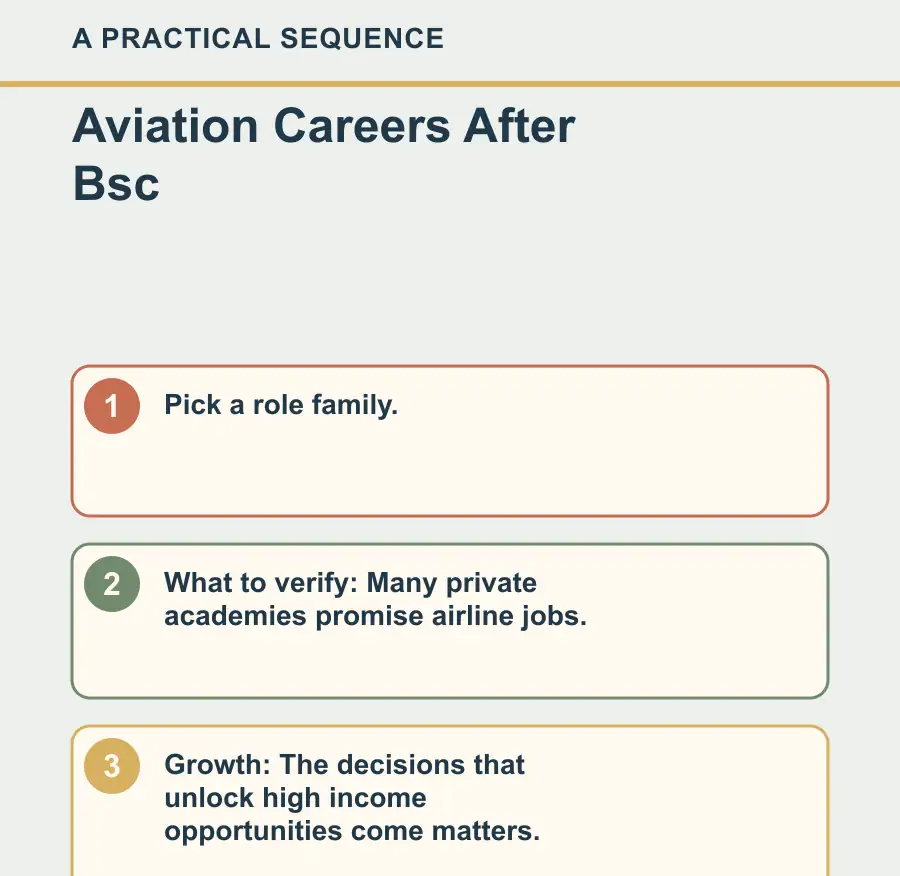 A PRACTICAL SEQUENCE
Aviation Careers After
Bsc
1
Pick a role family.
2
What to verify: Many private
academies promise airline jobs.
3
Growth: The decisions that
unlock high income
opportunities come matters.